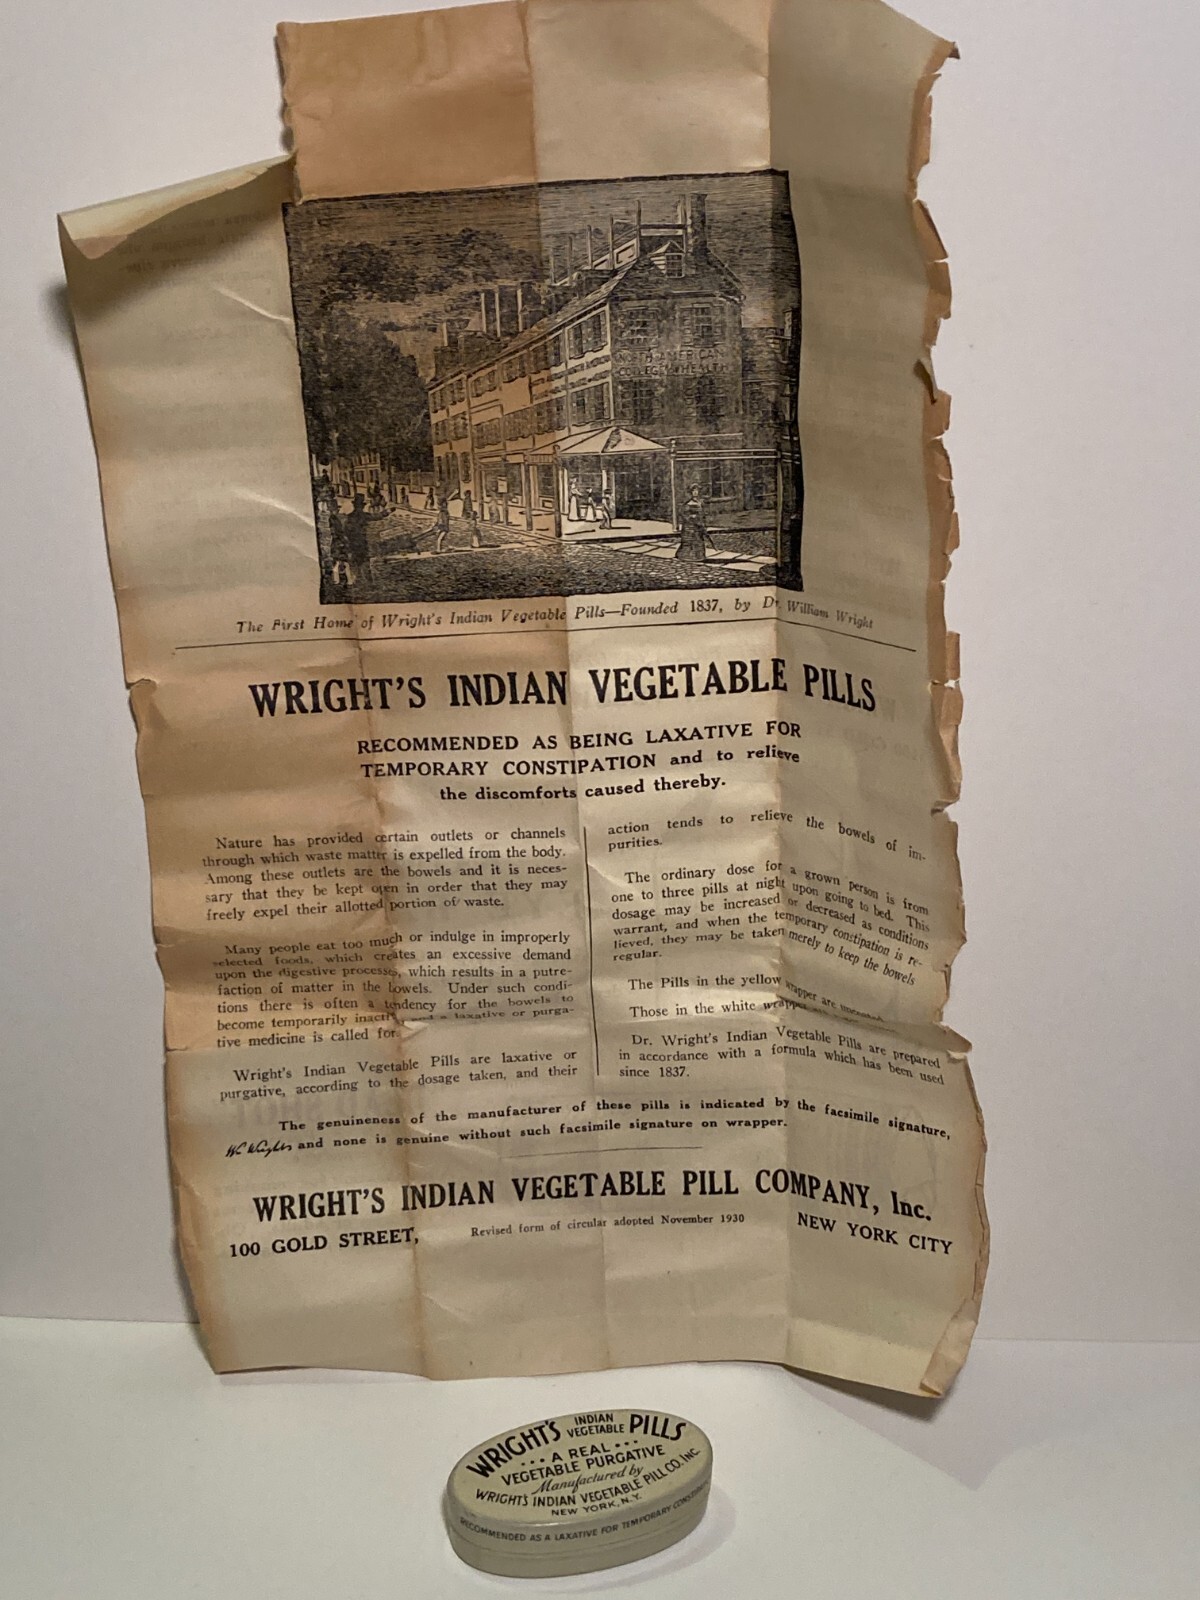 NORTH AMERICAN
COLLEGE OF HEALTH
The First Home of Wright's Indian Vegetable Pills—Founded 1837, by Dr. William Wright
WRIGHT'S INDIAN VEGETABLE PILLS
RECOMMENDED AS BEING LAXATIVE FOR
TEMPORARY CONSTIPATION and to relieve
the discomforts caused thereby.
Nature has provided certain outlets or channels
through which waste matter is expelled from the body.
Among these outlets are the bowels and it is neces-
sary that they be kept open in order that they may
freely expel their allotted portion of waste.
Many people eat too much or indulge in improperly
selected foods, which creates an excessive demand
upon the digestive processes, which results in a putre-
faction of matter in the bowels. Under such condi-
tions there is often a tendency for the bowels to
become temporarily and a laxative or purga-
tive medicine is called for.
Wright's Indian Vegetable Pills are laxative or
purgative, according to the dosage taken, and their
action tends to relieve the bowels of im-
purities.
The ordinary dose for a grown person is from
one to three pills at night upon going to bed. This
dosage may be increased or decreased as conditions
warrant, and when the temporary constipation is re-
lieved, they may be taken merely to keep the bowels
regular.
The Pills in the yellow wrapper are
Those in the white wrapper
Dr. Wright's Indian Vegetable Pills are prepared
in accordance with a formula which has been used
since 1837.
The genuineness of the manufacturer of these pills is indicated by the facsimile signature,
Wm Wright and none is genuine without such facsimile signature on wrapper.
WRIGHT'S INDIAN VEGETABLE PILL COMPANY, Inc.
100 GOLD STREET, Revised form of circular adopted November 1930 NEW YORK CITY
WRIGHT'S INDIAN VEGETABLE PILLS
... A REAL ...
VEGETABLE PURGATIVE
Manufactured by
WRIGHT'S INDIAN VEGETABLE PILL CO. INC.
NEW YORK, N.Y.
RECOMMENDED AS A LAXATIVE FOR TEMPORARY